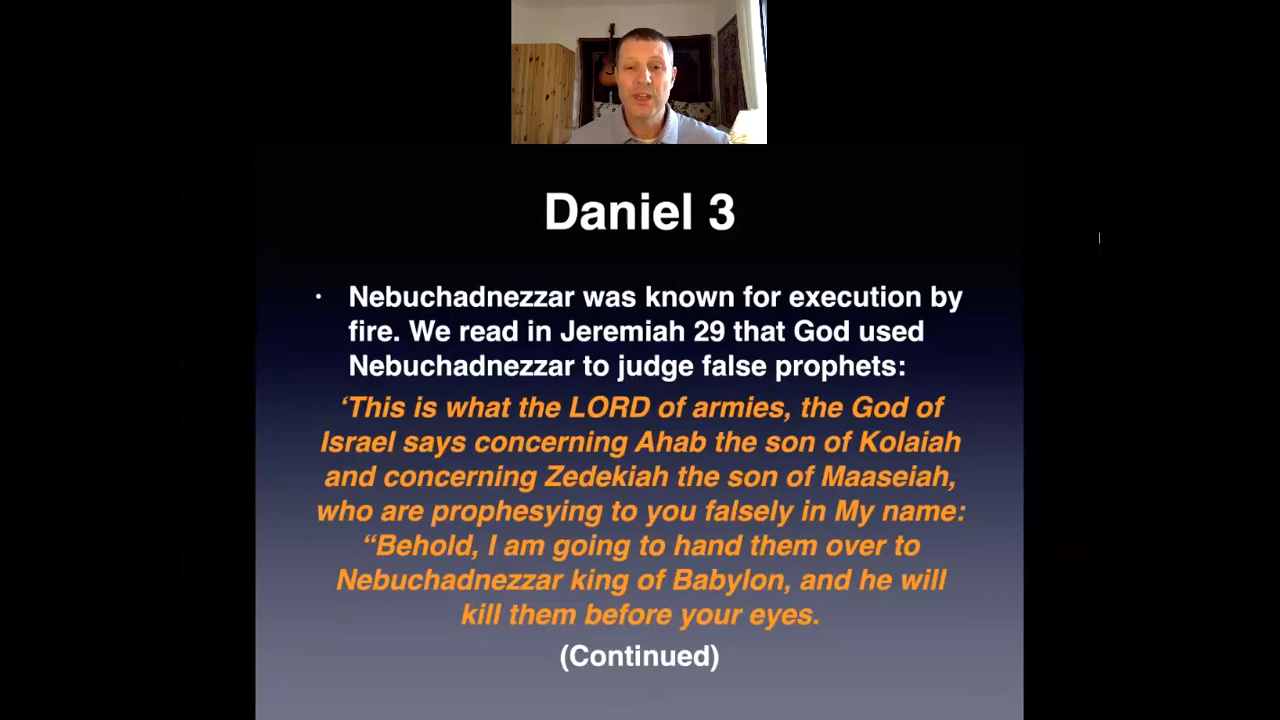 Daniel 3
• Nebuchadnezzar was known for execution by
fire. We read in Jeremiah 29 that God used
Nebuchadnezzar to judge false prophets:
‘This is what the LORD of armies, the God of
Israel says concerning Ahab the son of Kolaiah
and concerning Zedekiah the son of Maaseiah,
who are prophesying to you falsely in My name:
“Behold, I am going to hand them over to
Nebuchadnezzar king of Babylon, and he will
kill them before your eyes.
(Continued)